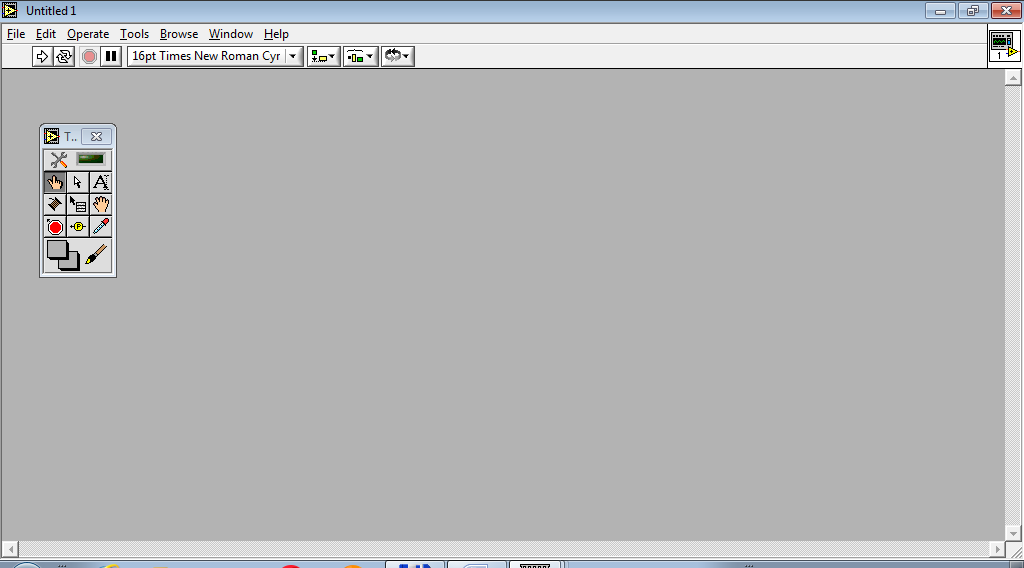 Untitled 1
File Edit Operate Tools Browse Window Help
16pt Times New Roman Cyr
1
T..
A
P